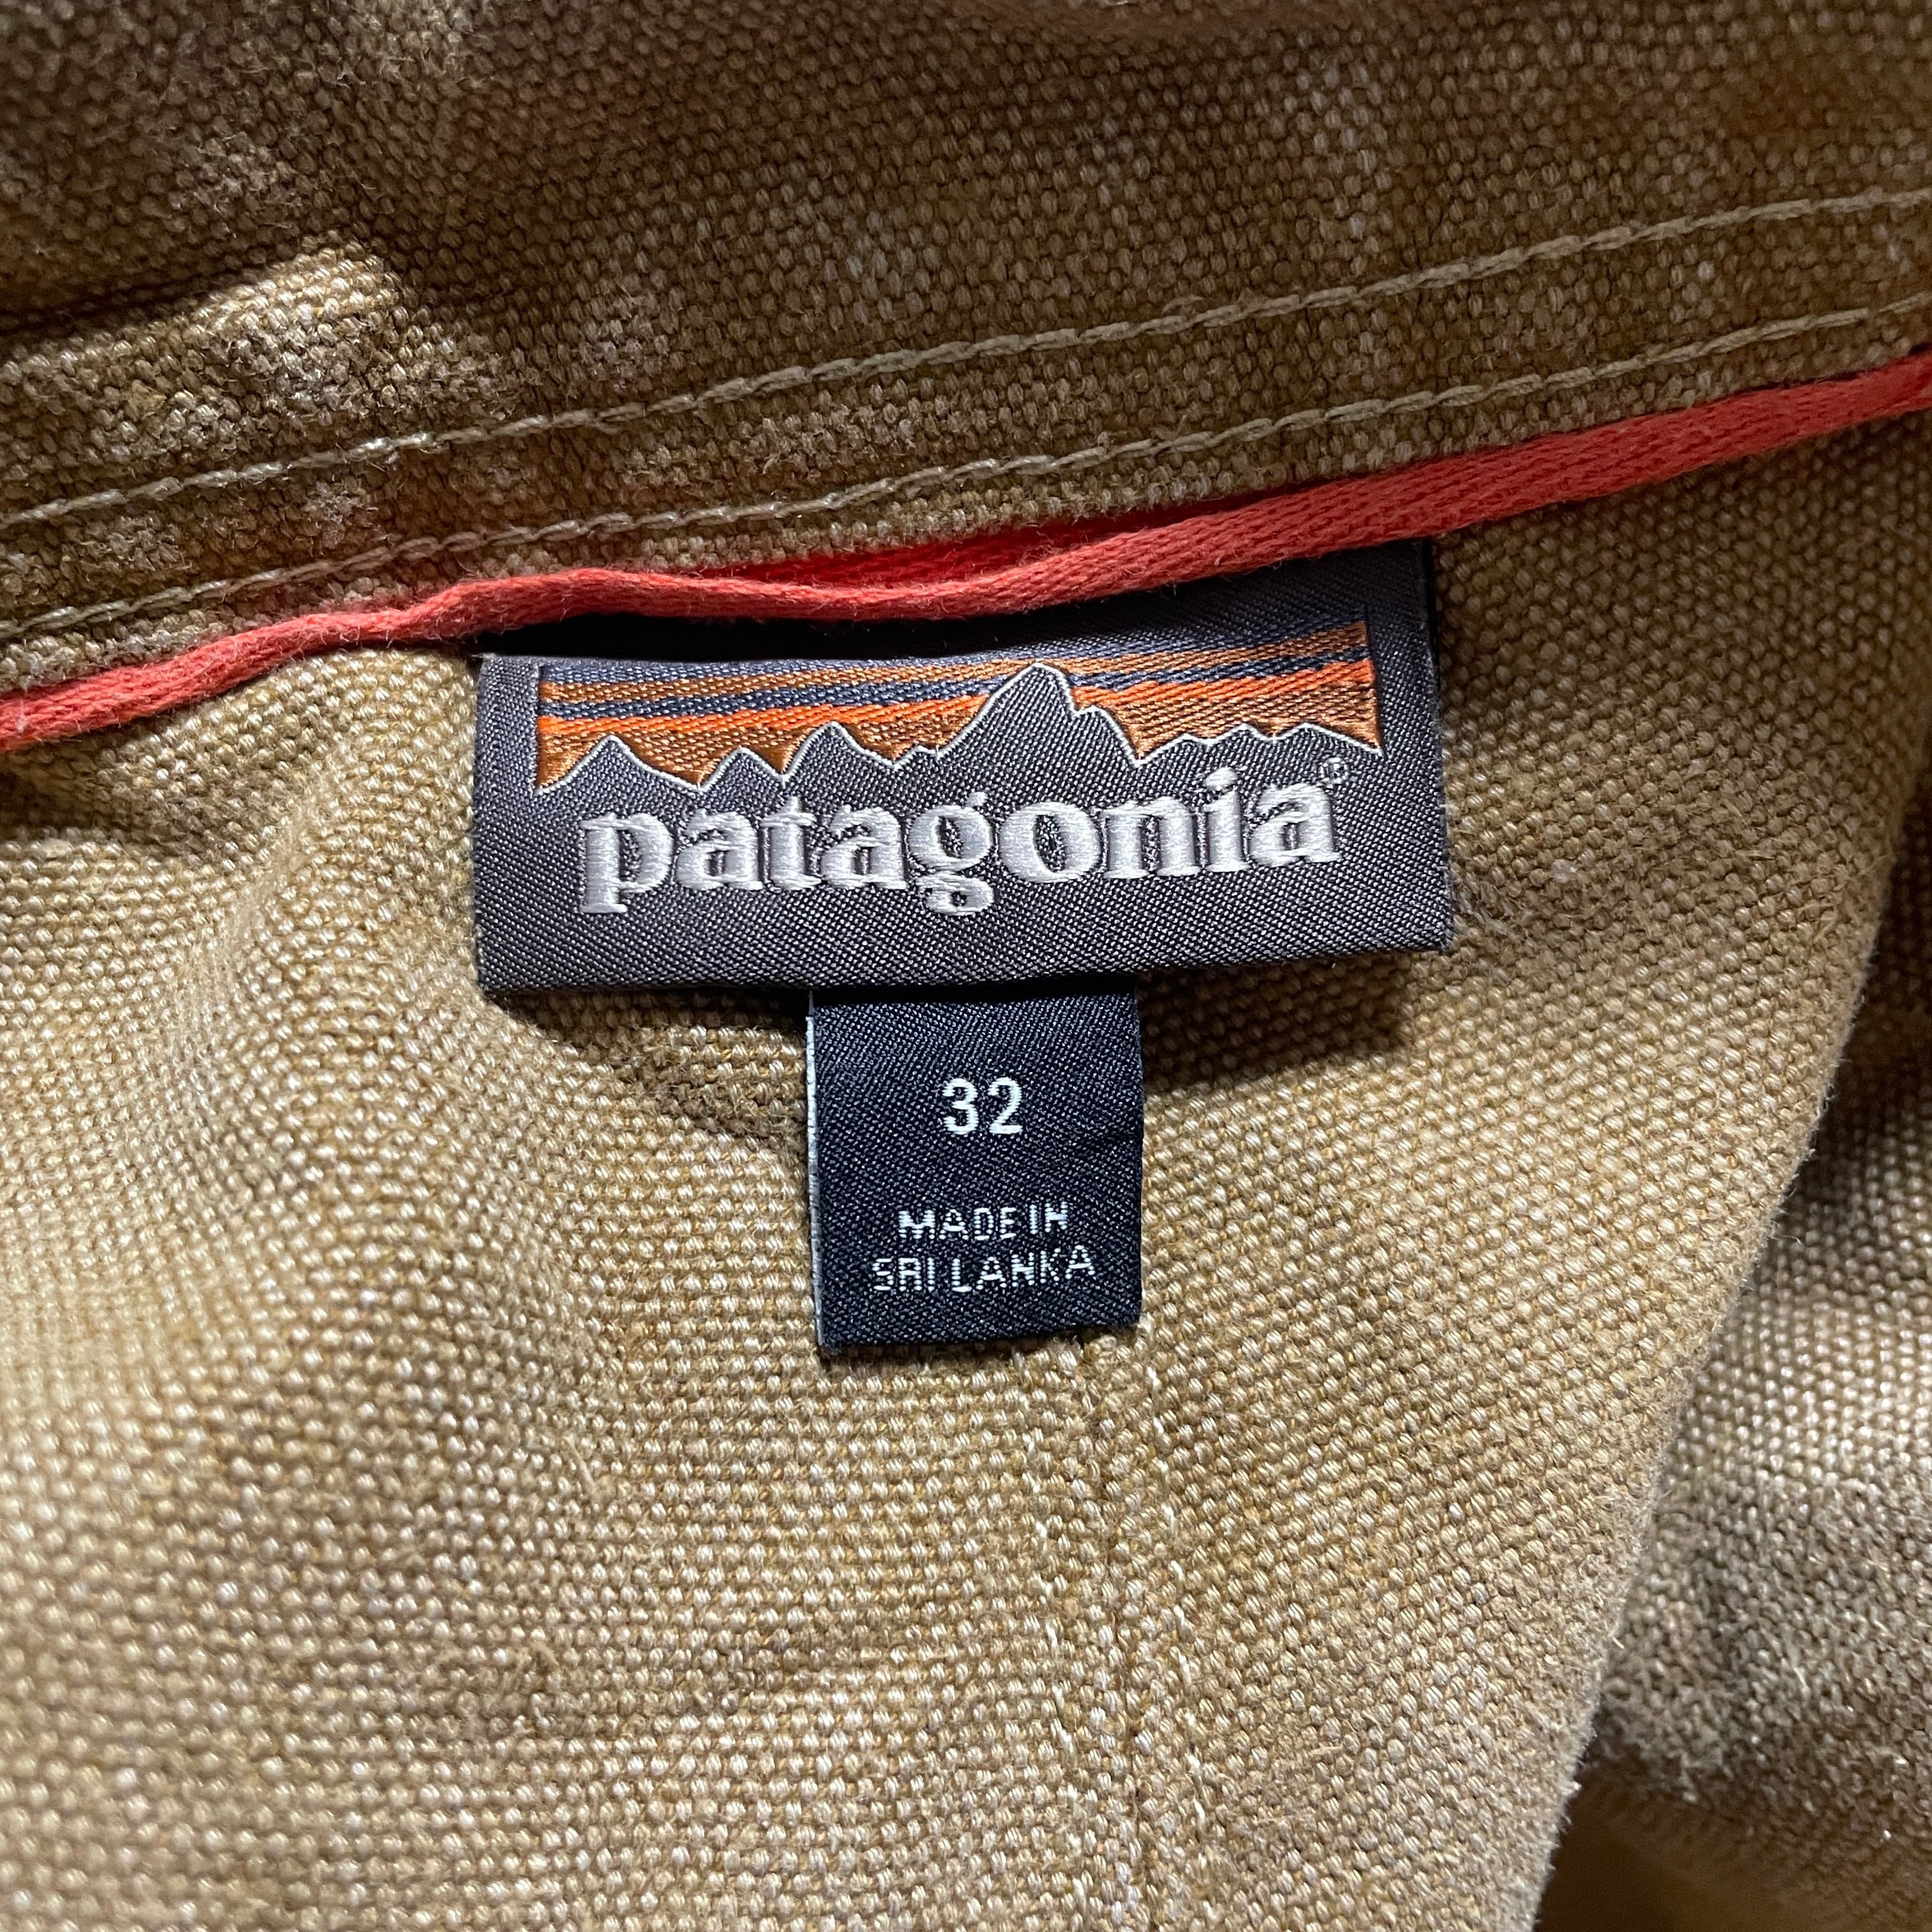 patagonia®
32
MADE IN
SRI LANKA